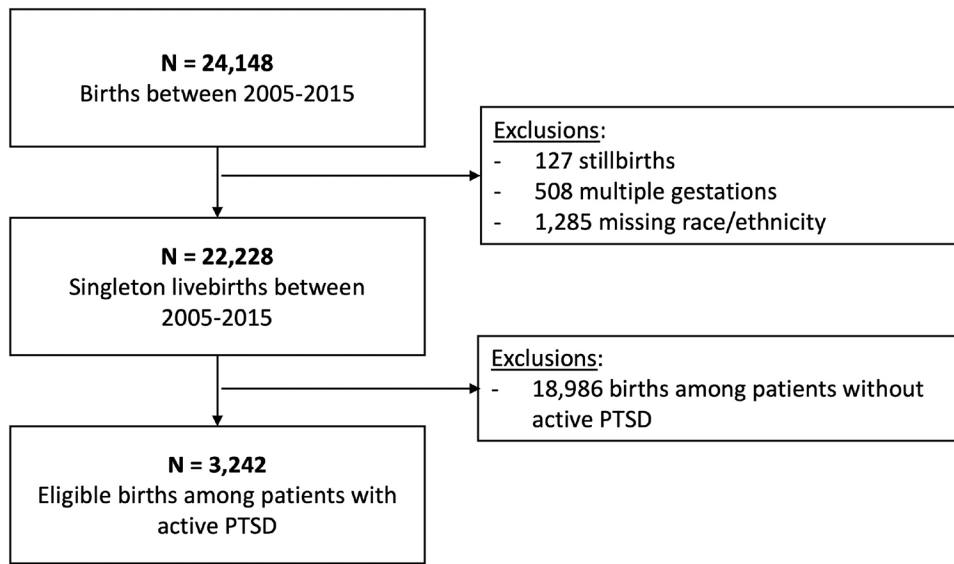 N = 24,148
Births between 2005-2015
Exclusions:
- 127 stillbirths
- 508 multiple gestations
- 1,285 missing race/ethnicity
N = 22,228
Singleton livebirths between
2005-2015
Exclusions:
- 18,986 births among patients without
active PTSD
N = 3,242
Eligible births among patients with
active PTSD